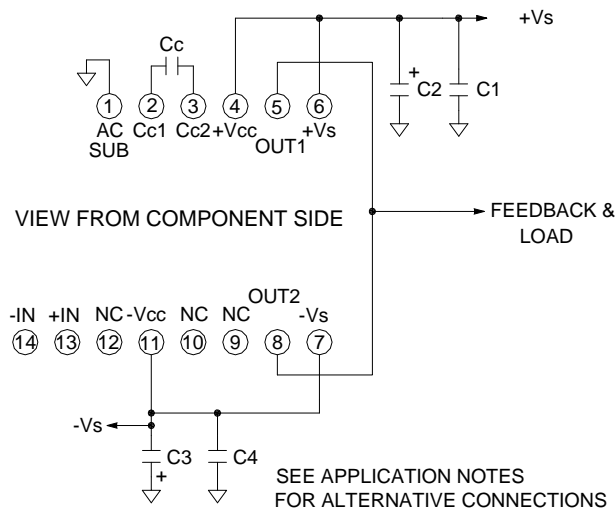 +Vs
Cc
+
C2
C1
1 2 3 4 5 6
AC Cc1 Cc2 +Vcc +Vs
SUB OUT1
VIEW FROM COMPONENT SIDE
FEEDBACK &
LOAD
OUT2
-IN +IN NC -Vcc NC NC -Vs
14 13 12 11 10 9 8 7
-Vs
C3
+
C4
SEE APPLICATION NOTES
FOR ALTERNATIVE CONNECTIONS